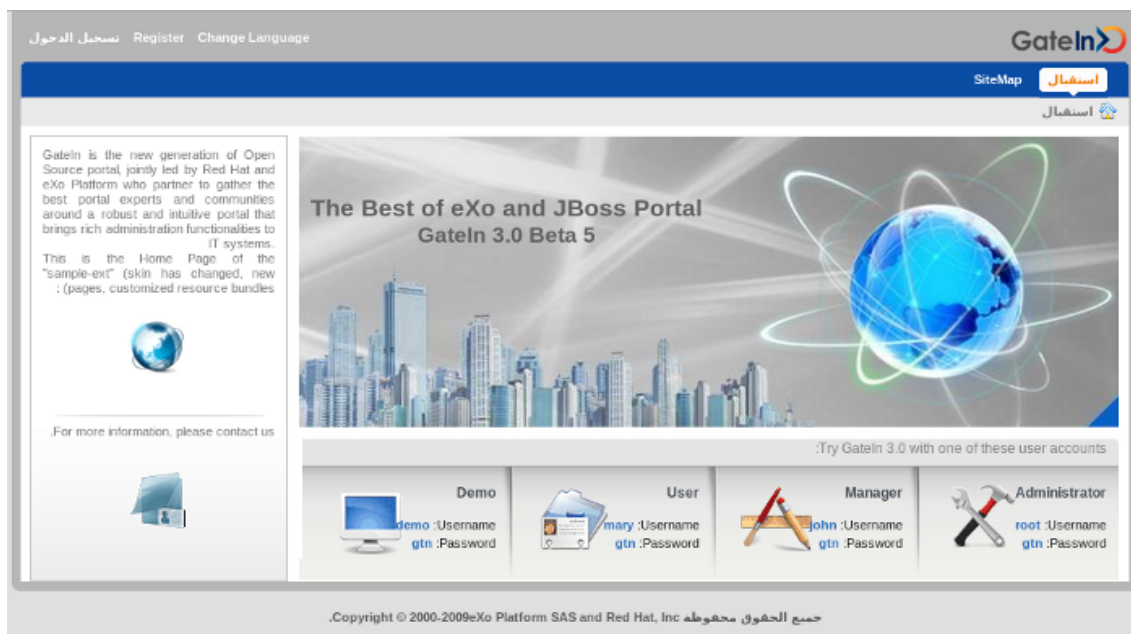 GateIn
Change Language Register تسجيل الدخول
استقبال SiteMap
استقبال
GateIn is the new generation of Open
Source portal, jointly led by Red Hat and
eXo Platform who partner to gather the
best portal experts and communities
around a robust and intuitive portal that
brings rich administration functionalities to
IT systems.
This is the Home Page of the
"sample-ext" (skin has changed, new
: (pages, customized resource bundles
.For more information, please contact us
The Best of eXo and JBoss Portal
GateIn 3.0 Beta 5
:Try GateIn 3.0 with one of these user accounts
Administrator
root :Username
gtn :Password
Manager
john :Username
gtn :Password
User
mary :Username
gtn :Password
Demo
demo :Username
gtn :Password
.Copyright © 2000-2009eXo Platform SAS and Red Hat, Inc جميع الحقوق محفوظة